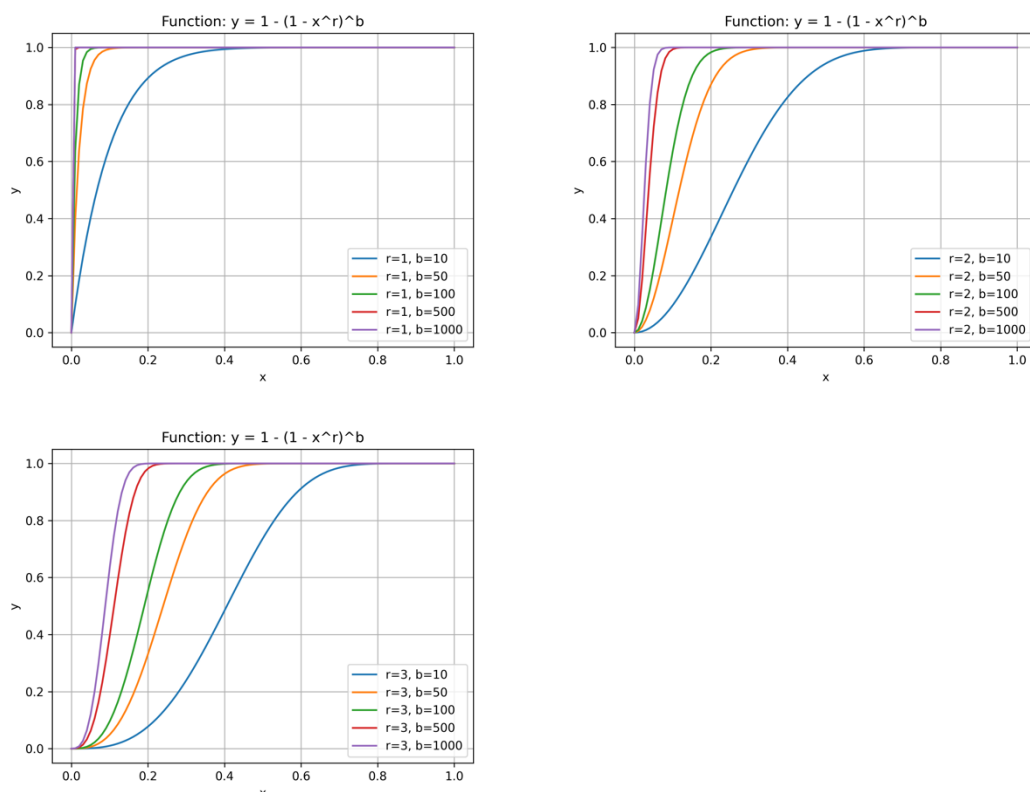 Function: y = 1 - (1 - x^r)^b
1.0
0.8
0.6
0.4
0.2
0.0
y
r=1, b=10
r=1, b=50
r=1, b=100
r=1, b=500
r=1, b=1000
0.0 0.2 0.4 0.6 0.8 1.0
x
Function: y = 1 - (1 - x^r)^b
1.0
0.8
0.6
0.4
0.2
0.0
y
r=2, b=10
r=2, b=50
r=2, b=100
r=2, b=500
r=2, b=1000
0.0 0.2 0.4 0.6 0.8 1.0
x
Function: y = 1 - (1 - x^r)^b
1.0
0.8
0.6
0.4
0.2
0.0
y
r=3, b=10
r=3, b=50
r=3, b=100
r=3, b=500
r=3, b=1000
0.0 0.2 0.4 0.6 0.8 1.0
x